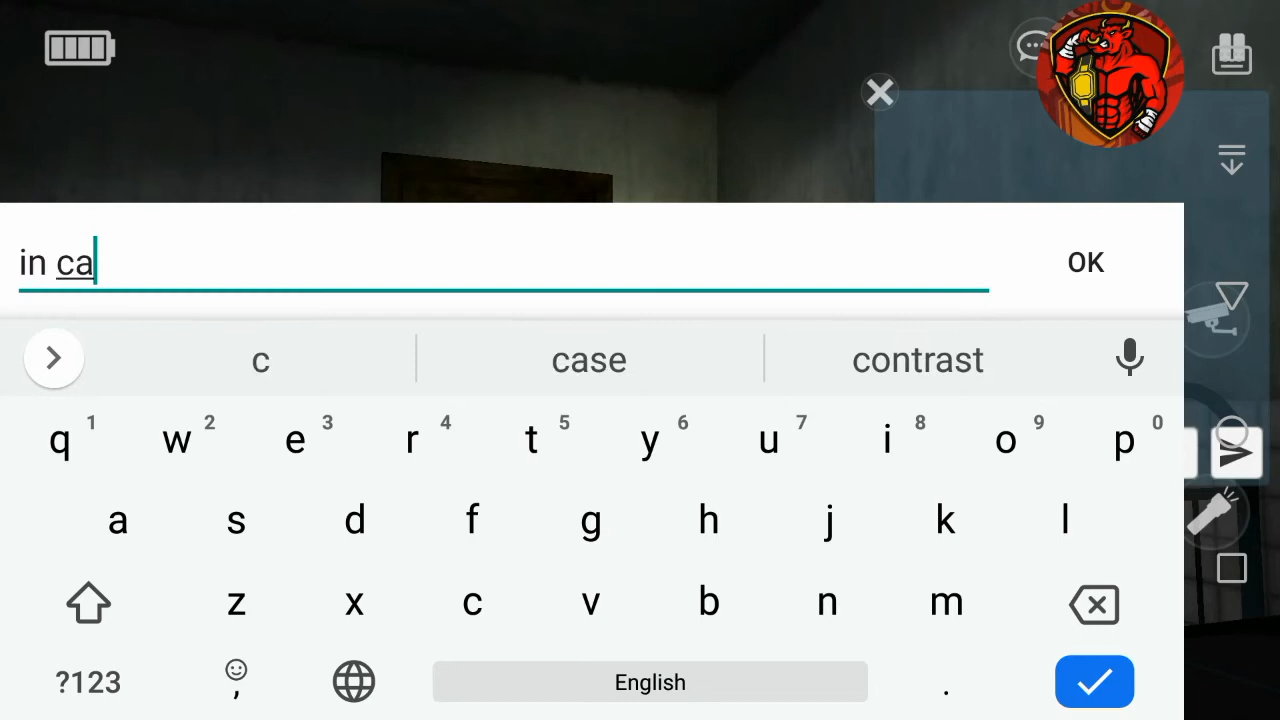 in ca
OK
c
case
contrast
q 1 w 2 e 3 r 4 t 5 y 6 u 7 i 8 o 9 p 0
a s d f g h j k l
z x c v b n m
?123 , English .